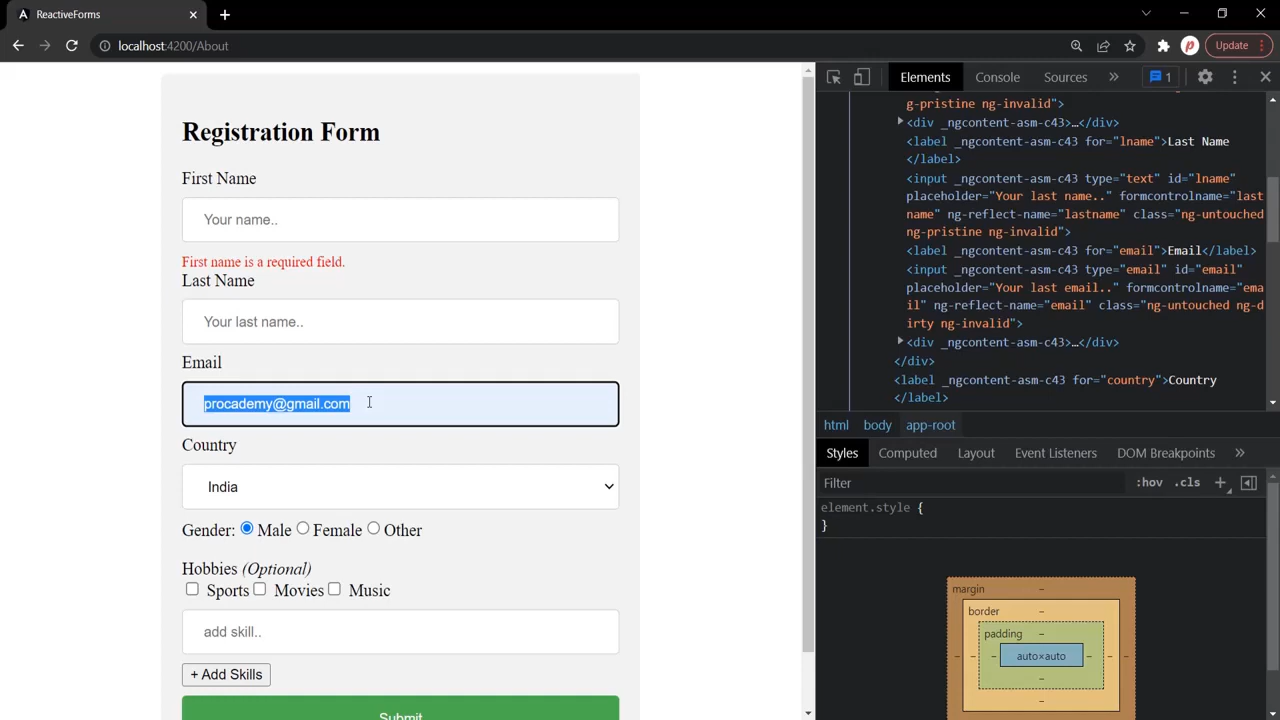 ReactiveForms
localhost:4200/About
Update
Registration Form
First Name
Your name..
First name is a required field.
Last Name
Your last name..
Email
procademy@gmail.com
Country
India
Gender: Male Female Other
Hobbies (Optional)
Sports Movies Music
add skill..
+ Add Skills
Submit
Elements Console Sources » 1
g-pristine ng-invalid">
<div _ngcontent-asm-c43>…</div>
<label _ngcontent-asm-c43 for="lname">Last Name
</label>
<input _ngcontent-asm-c43 type="text" id="lname"
placeholder="Your last name.." formcontrolname="last
name" ng-reflect-name="lastname" class="ng-untouched
ng-pristine ng-invalid">
<label _ngcontent-asm-c43 for="email">Email</label>
<input _ngcontent-asm-c43 type="email" id="email"
placeholder="Your last email.." formcontrolname="ema
il" ng-reflect-name="email" class="ng-untouched ng-d
irty ng-invalid">
<div _ngcontent-asm-c43>…</div>
</div>
<label _ngcontent-asm-c43 for="country">Country
</label>
html body app-root
Styles Computed Layout Event Listeners DOM Breakpoints »
Filter :hov .cls +
element.style {
}
margin –
border –
padding –
– – – auto×auto – – –
–
–
–